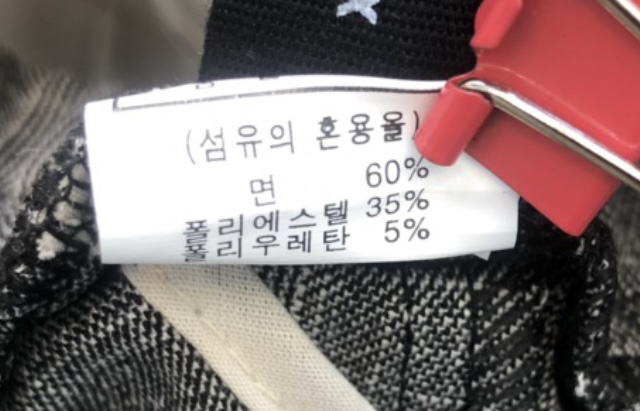 (섬유의 혼용율)
면 60%
폴리에스텔 35%
폴리우레탄 5%